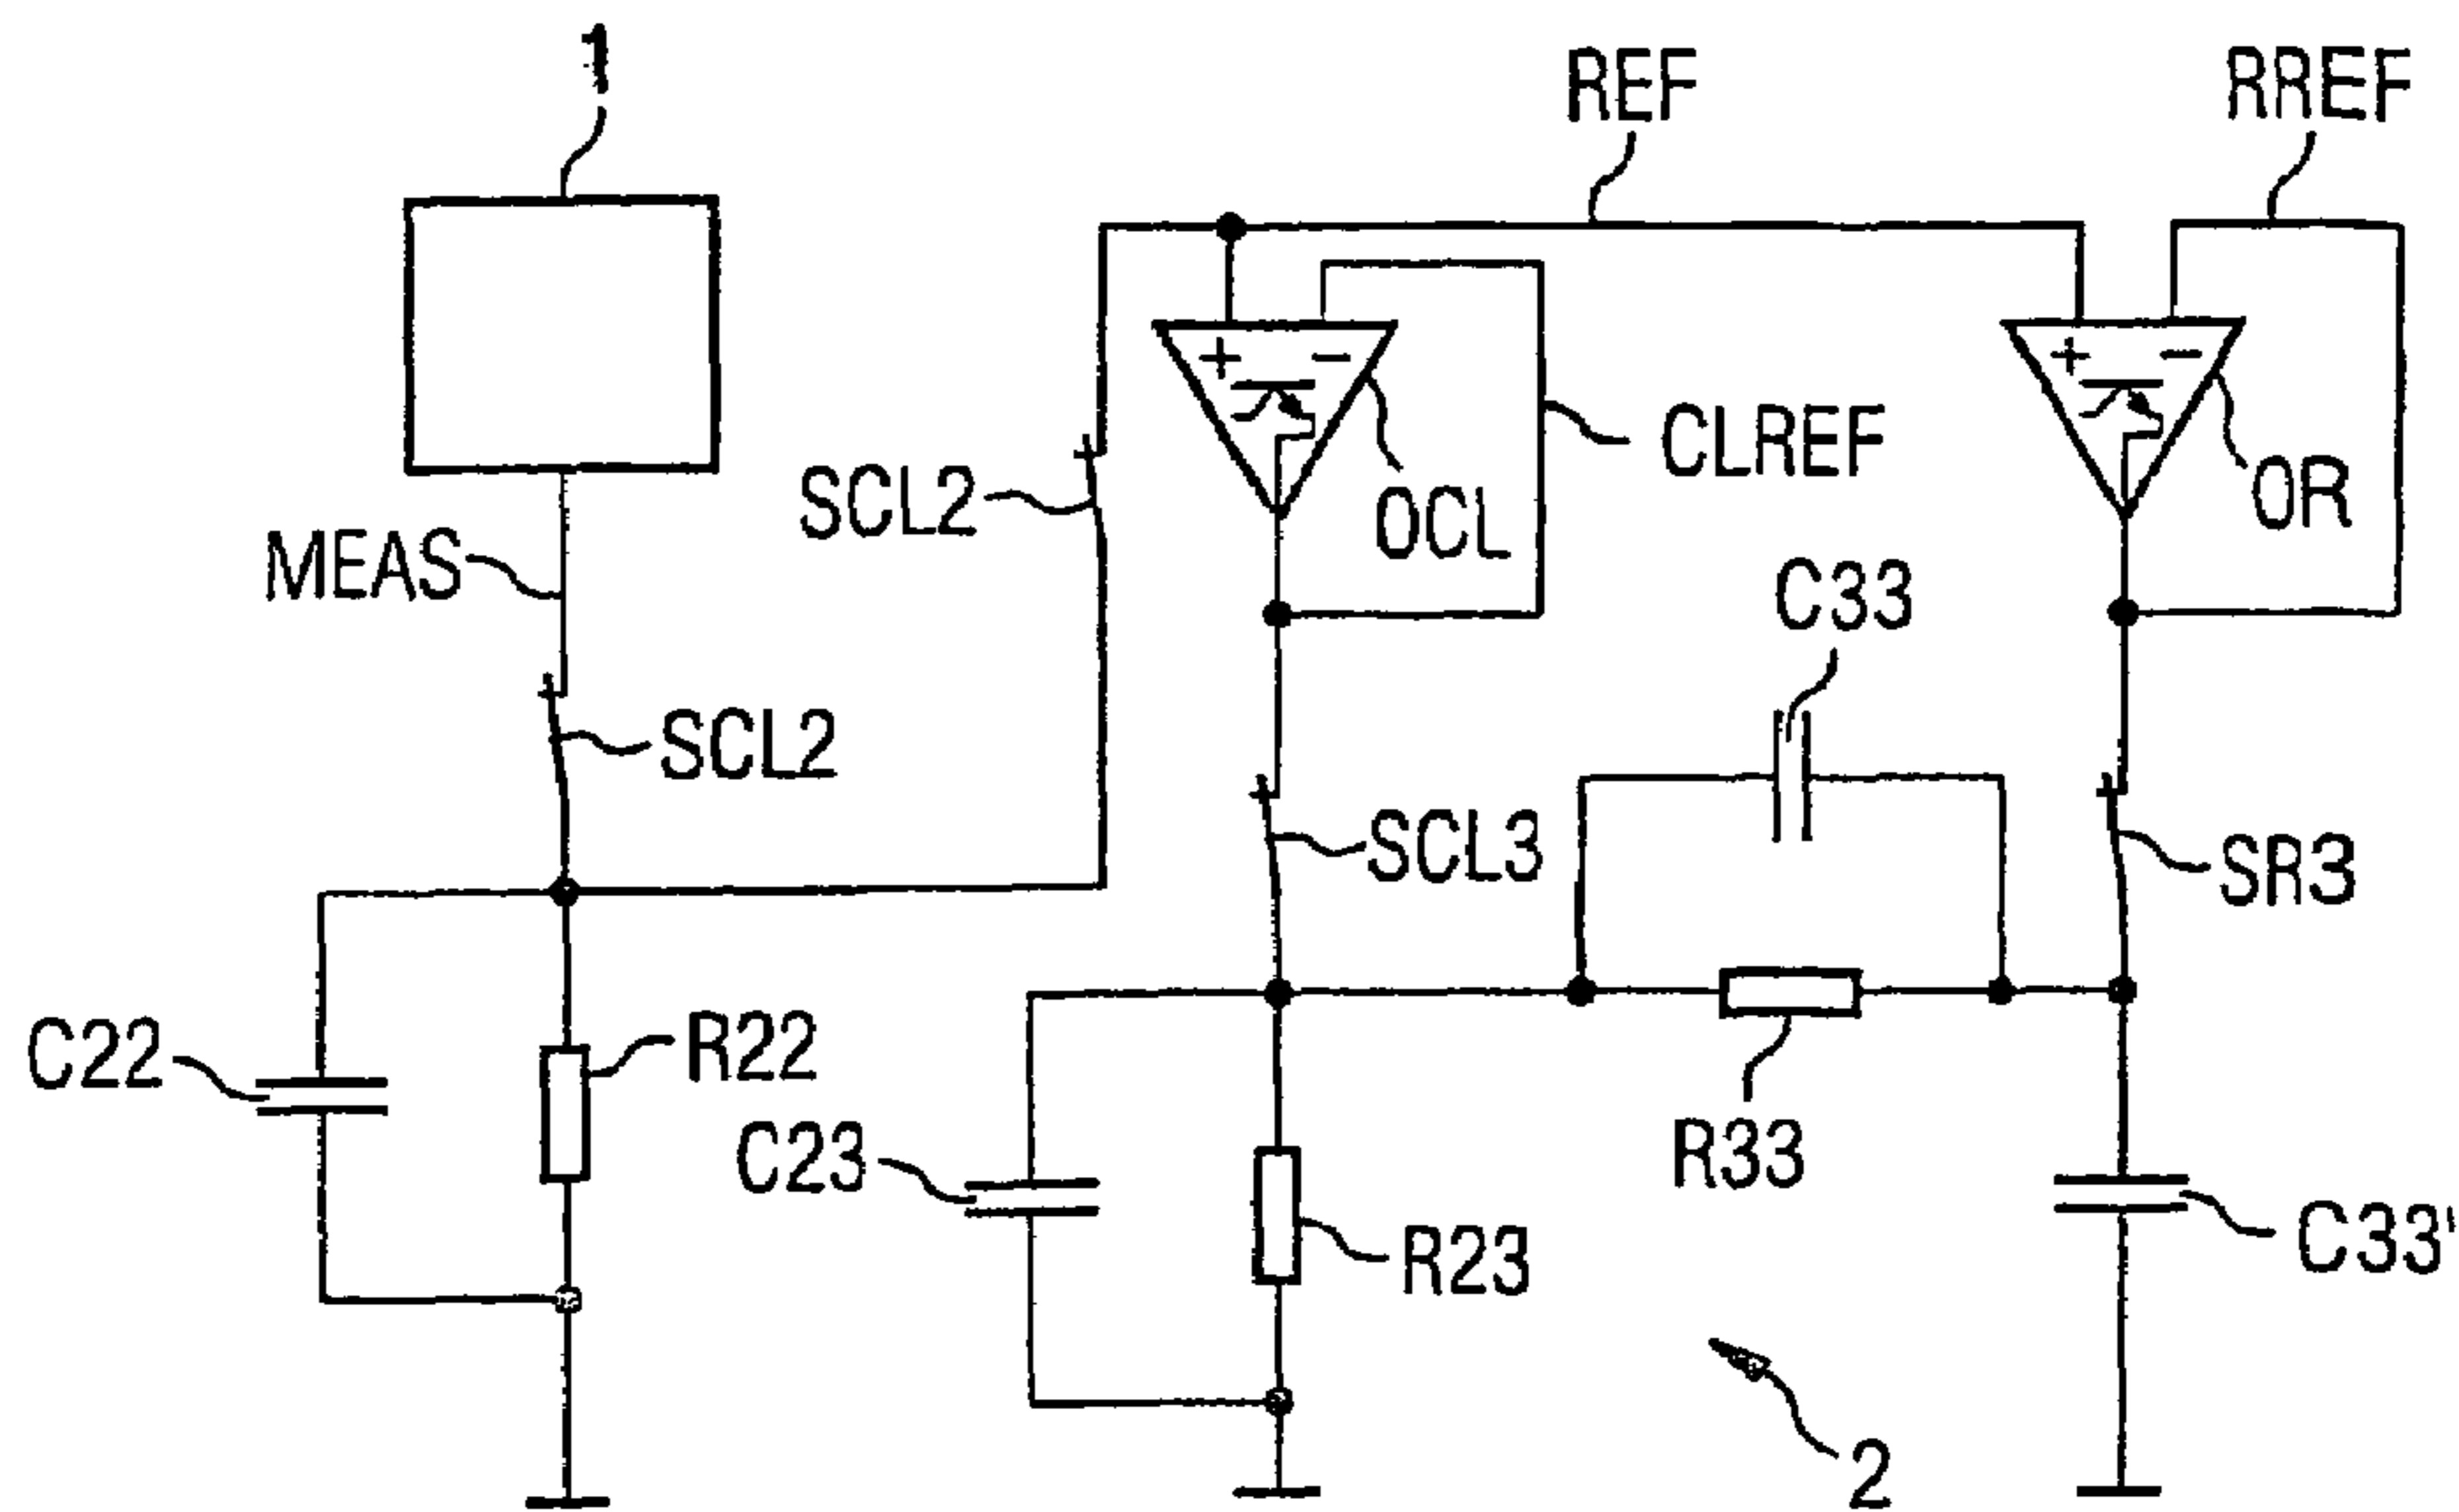 1
REF
RREF
+ −
+ −
SCL2
CLREF
OCL
OR
MEAS
C33
SCL2
SCL3
SR3
C22
R22
C23
R33
R23
C33'
2